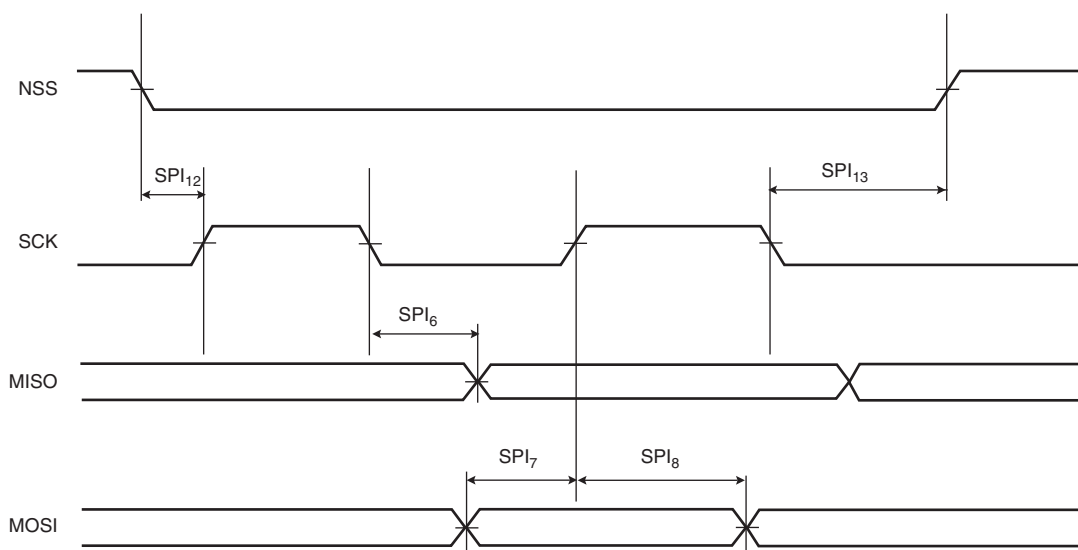 NSS
SPI₁₂
SPI₁₃
SCK
SPI₆
MISO
SPI₇
SPI₈
MOSI